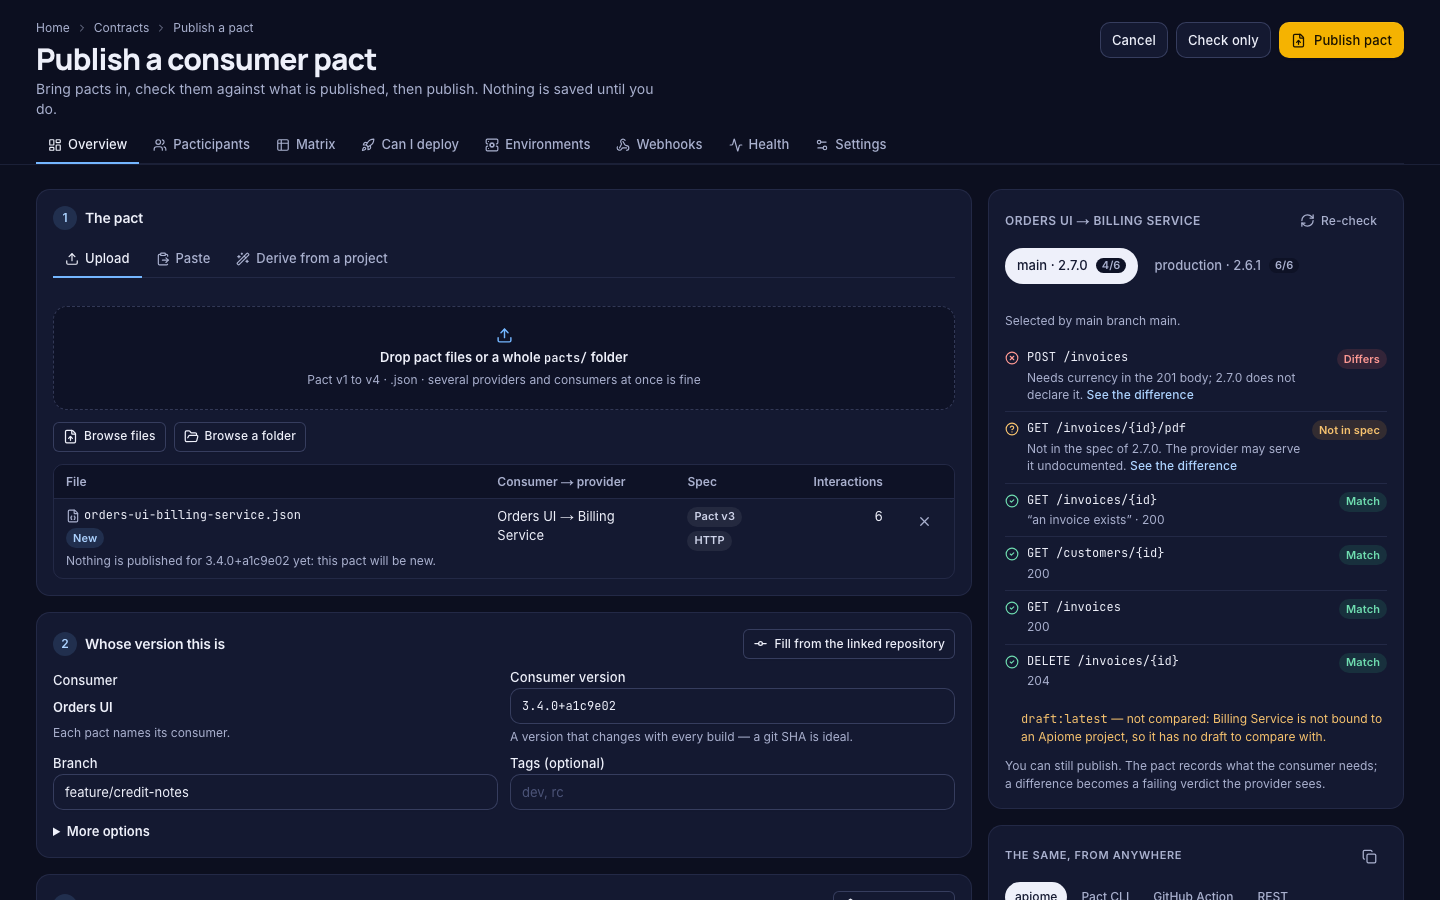 Home > Contracts > Publish a pact
Publish a consumer pact
Bring pacts in, check them against what is published, then publish. Nothing is saved until you
do.
Cancel
Check only
Publish pact
Overview
Pacticipants
Matrix
Can I deploy
Environments
Webhooks
Health
Settings
1 The pact
Upload
Paste
Derive from a project
Drop pact files or a whole pacts/ folder
Pact v1 to v4 · .json · several providers and consumers at once is fine
Browse files
Browse a folder
File
Consumer → provider
Spec
Interactions
orders-ui-billing-service.json
New
Nothing is published for 3.4.0+a1c9e02 yet: this pact will be new.
Orders UI → Billing
Service
Pact v3
HTTP
6
2 Whose version this is
Fill from the linked repository
Consumer
Orders UI
Each pact names its consumer.
Consumer version
3.4.0+a1c9e02
A version that changes with every build — a git SHA is ideal.
Branch
feature/credit-notes
Tags (optional)
dev, rc
More options
ORDERS UI → BILLING SERVICE
Re-check
main · 2.7.0 4/6
production · 2.6.1 6/6
Selected by main branch main.
POST /invoices
Differs
Needs currency in the 201 body; 2.7.0 does not
declare it. See the difference
GET /invoices/{id}/pdf
Not in spec
Not in the spec of 2.7.0. The provider may serve
it undocumented. See the difference
GET /invoices/{id}
Match
“an invoice exists” · 200
GET /customers/{id}
Match
200
GET /invoices
Match
200
DELETE /invoices/{id}
Match
204
draft:latest — not compared: Billing Service is not bound to
an Apiome project, so it has no draft to compare with.
You can still publish. The pact records what the consumer needs;
a difference becomes a failing verdict the provider sees.
THE SAME, FROM ANYWHERE
apiome
Pact CLI
GitHub Action
REST